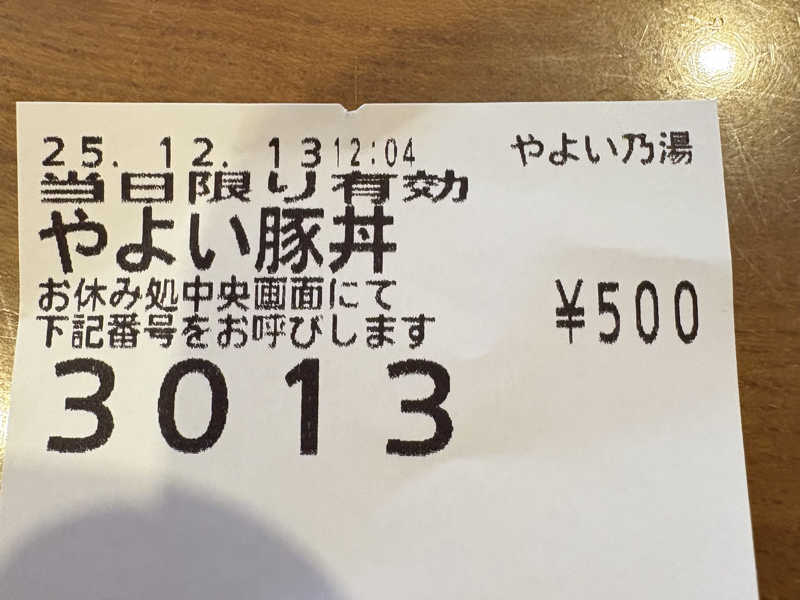 25. 12. 13 12:04 やよい乃湯
当日限り有効
やよい豚丼
お休み処中央画面にて
下記番号をお呼びします ¥500
3013